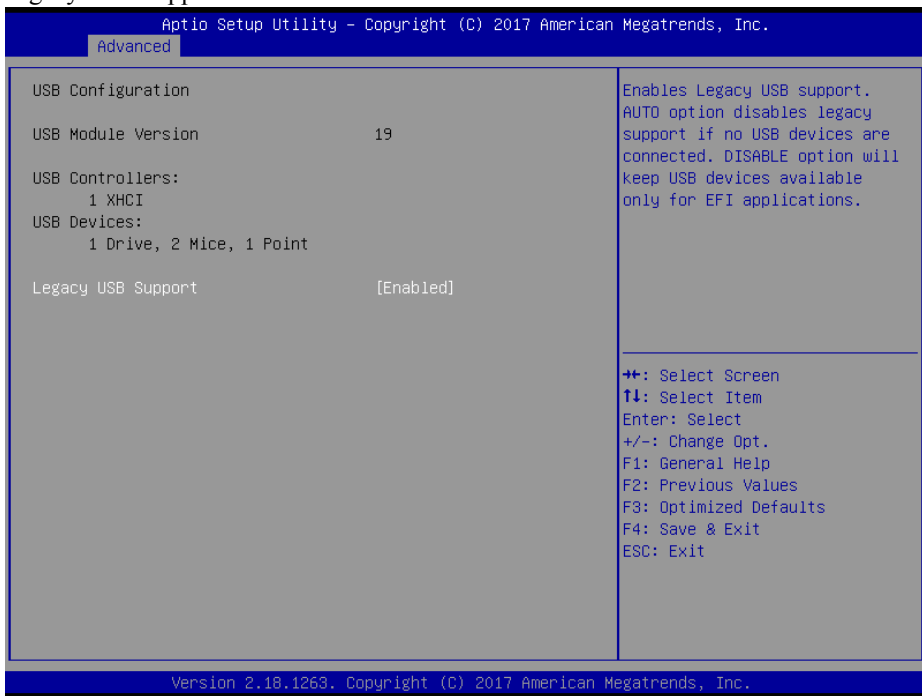 Aptio Setup Utility – Copyright (C) 2017 American Megatrends, Inc.
Advanced
USB Configuration
USB Module Version 19
USB Controllers:
1 XHCI
USB Devices:
1 Drive, 2 Mice, 1 Point
Legacy USB Support [Enabled]
Enables Legacy USB support.
AUTO option disables legacy
support if no USB devices are
connected. DISABLE option will
keep USB devices available
only for EFI applications.
→←: Select Screen
↑↓: Select Item
Enter: Select
+/-: Change Opt.
F1: General Help
F2: Previous Values
F3: Optimized Defaults
F4: Save & Exit
ESC: Exit
Version 2.18.1263. Copyright (C) 2017 American Megatrends, Inc.